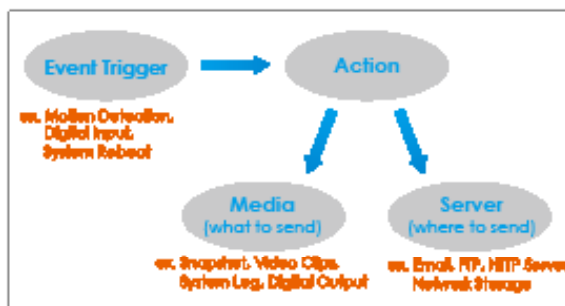 Event Trigger
Action
ex. Motion Detection,
Digital Input,
System Reboot
Media
(what to send)
Server
(where to send)
ex. Snapshot, Video Clips,
System Log, Digital Output
ex. Email, FTP, HTTP Server,
Network Storage